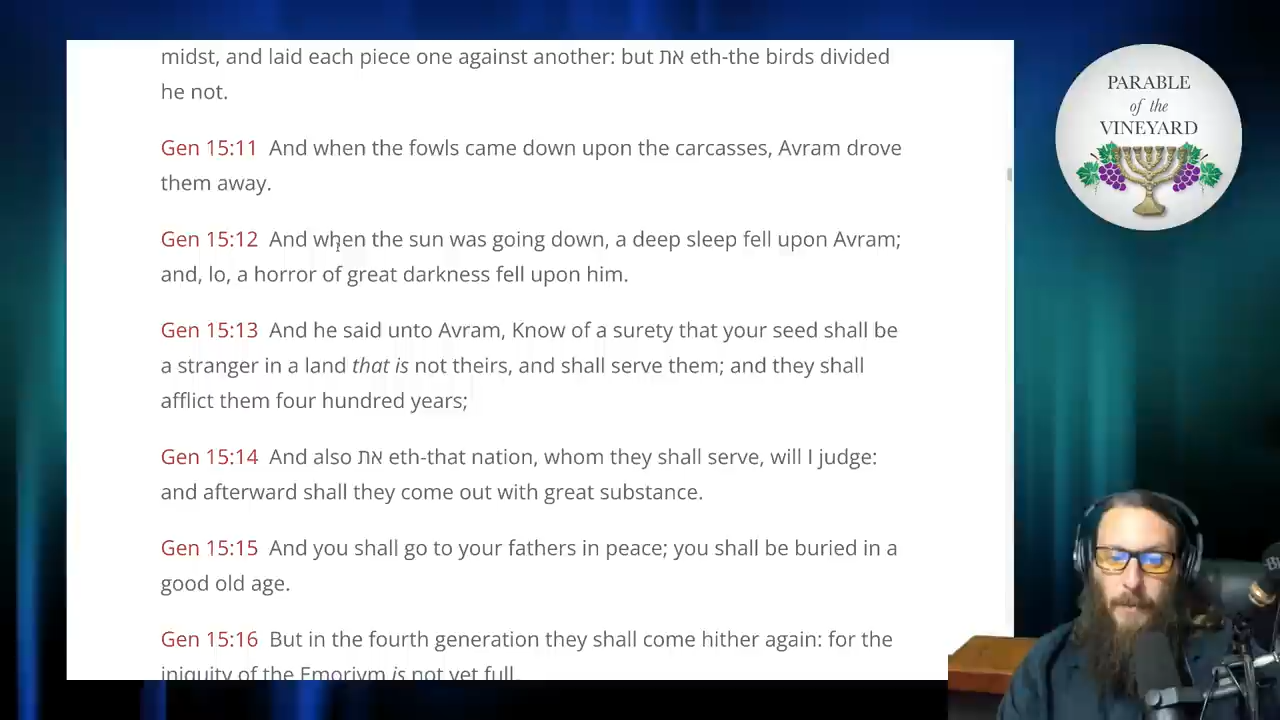 midst, and laid each piece one against another: but את eth-the birds divided
he not.
Gen 15:11 And when the fowls came down upon the carcasses, Avram drove
them away.
Gen 15:12 And when the sun was going down, a deep sleep fell upon Avram;
and, lo, a horror of great darkness fell upon him.
Gen 15:13 And he said unto Avram, Know of a surety that your seed shall be
a stranger in a land that is not theirs, and shall serve them; and they shall
afflict them four hundred years;
Gen 15:14 And also את eth-that nation, whom they shall serve, will I judge:
and afterward shall they come out with great substance.
Gen 15:15 And you shall go to your fathers in peace; you shall be buried in a
good old age.
Gen 15:16 But in the fourth generation they shall come hither again: for the
iniquity of the Emoriym is not yet full.
PARABLE
of the
VINEYARD